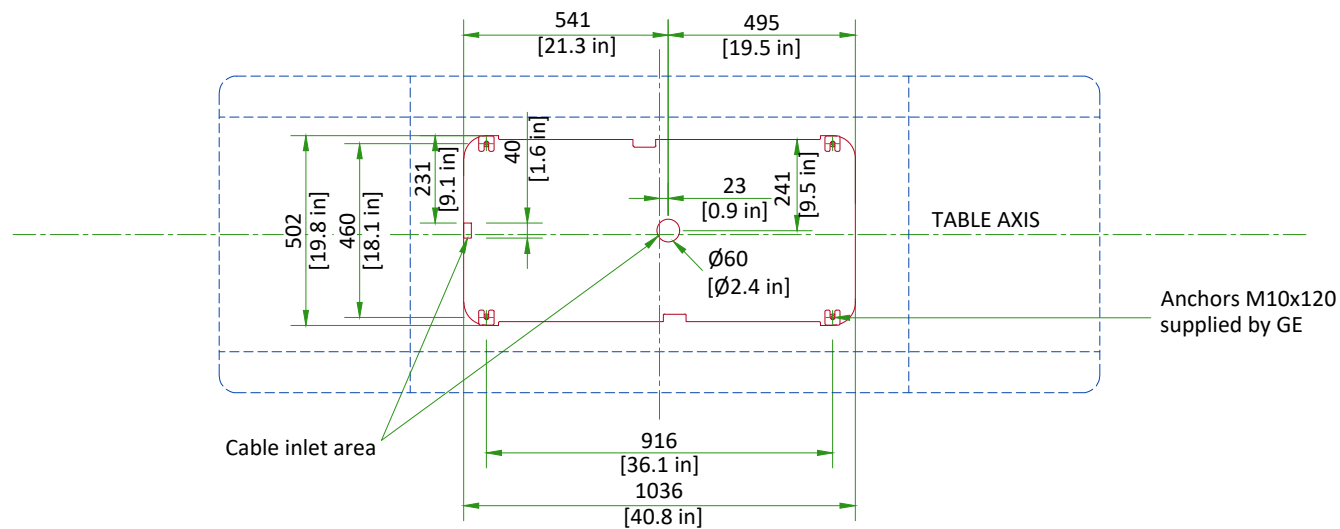 541
[21.3 in]
495
[19.5 in]
40
[1.6 in]
231
[9.1 in]
241
[9.5 in]
23
[0.9 in]
502
[19.8 in]
460
[18.1 in]
TABLE AXIS
Ø60
[Ø2.4 in]
Anchors M10x120
supplied by GE
Cable inlet area
916
[36.1 in]
1036
[40.8 in]